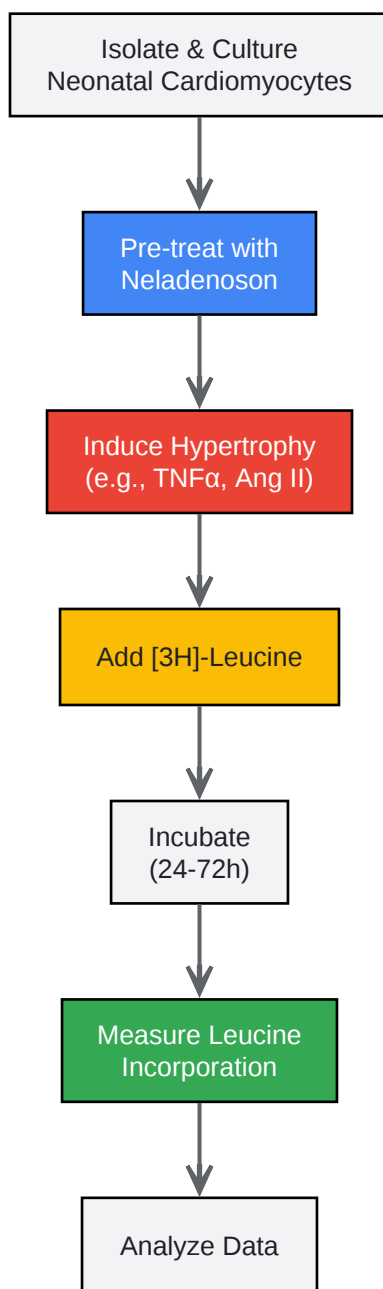 Isolate & Culture
Neonatal Cardiomyocytes
Pre-treat with
Neladenoson
Induce Hypertrophy
(e.g., TNFα, Ang II)
Add [3H]-Leucine
Incubate
(24-72h)
Measure Leucine
Incorporation
Analyze Data